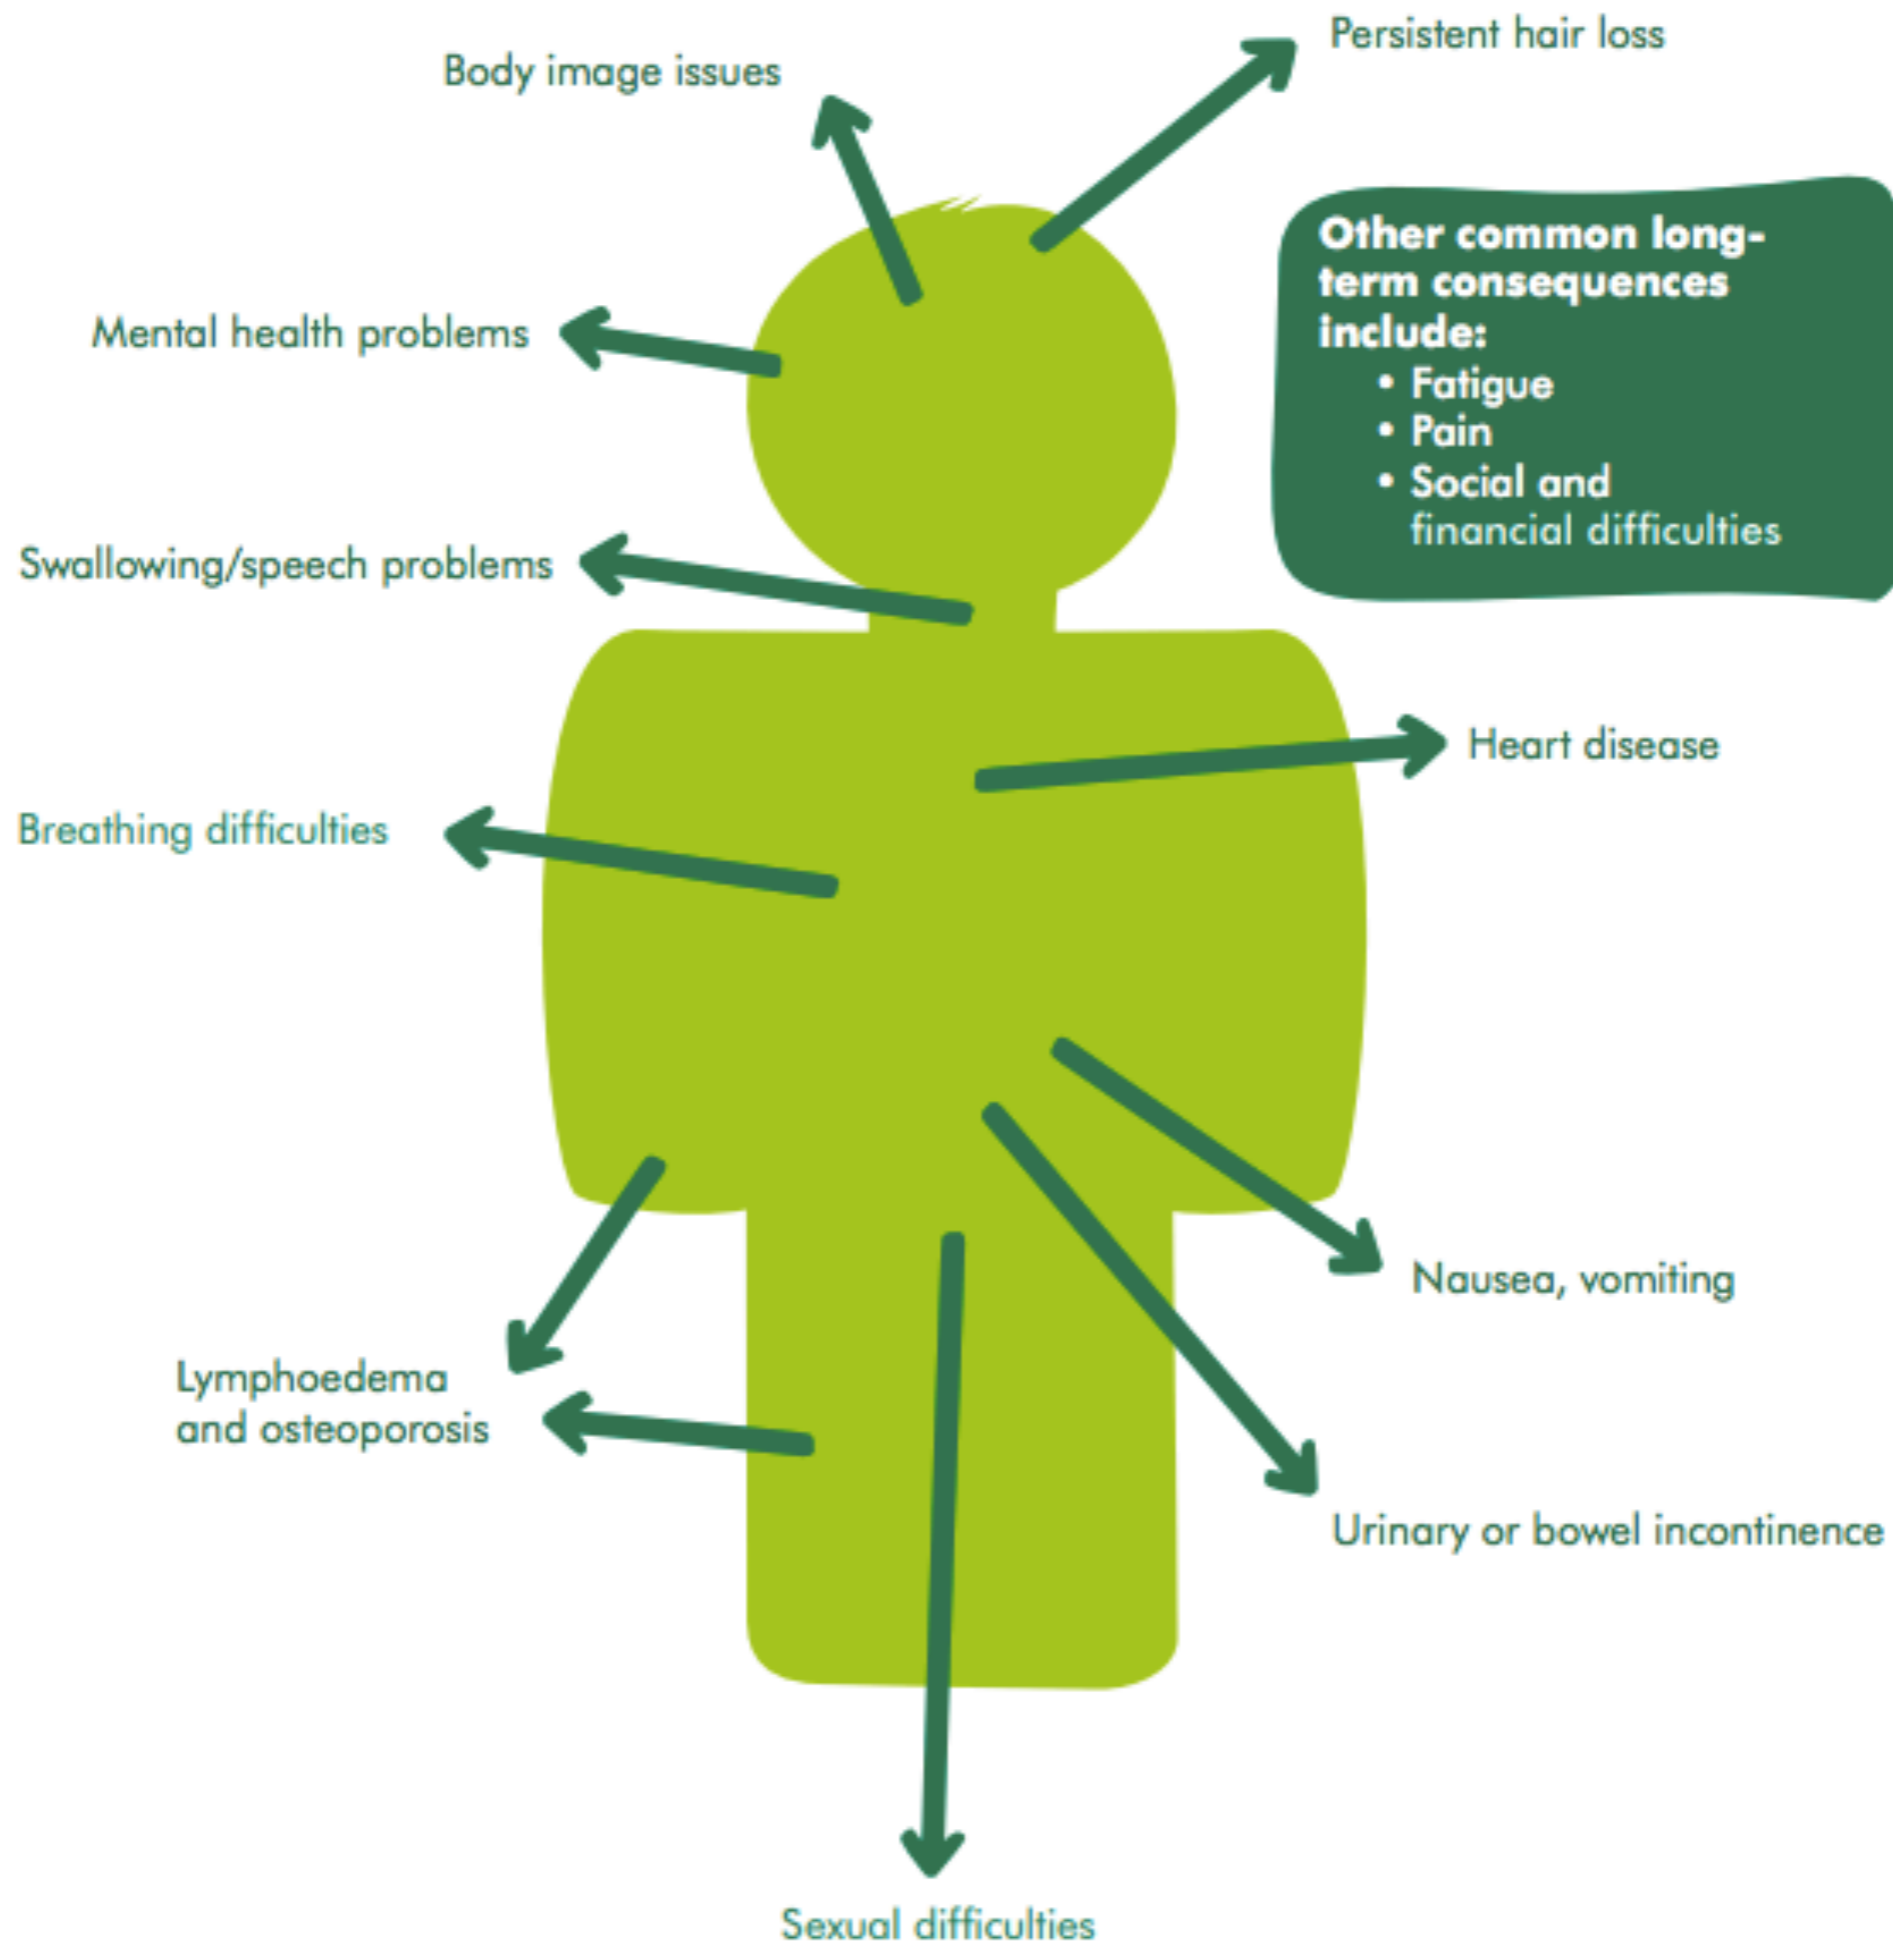 Persistent hair loss
Body image issues
Other common long-
term consequences
include:
• Fatigue
• Pain
• Social and
financial difficulties
Mental health problems
Swallowing/speech problems
Heart disease
Breathing difficulties
Nausea, vomiting
Lymphoedema
and osteoporosis
Urinary or bowel incontinence
Sexual difficulties